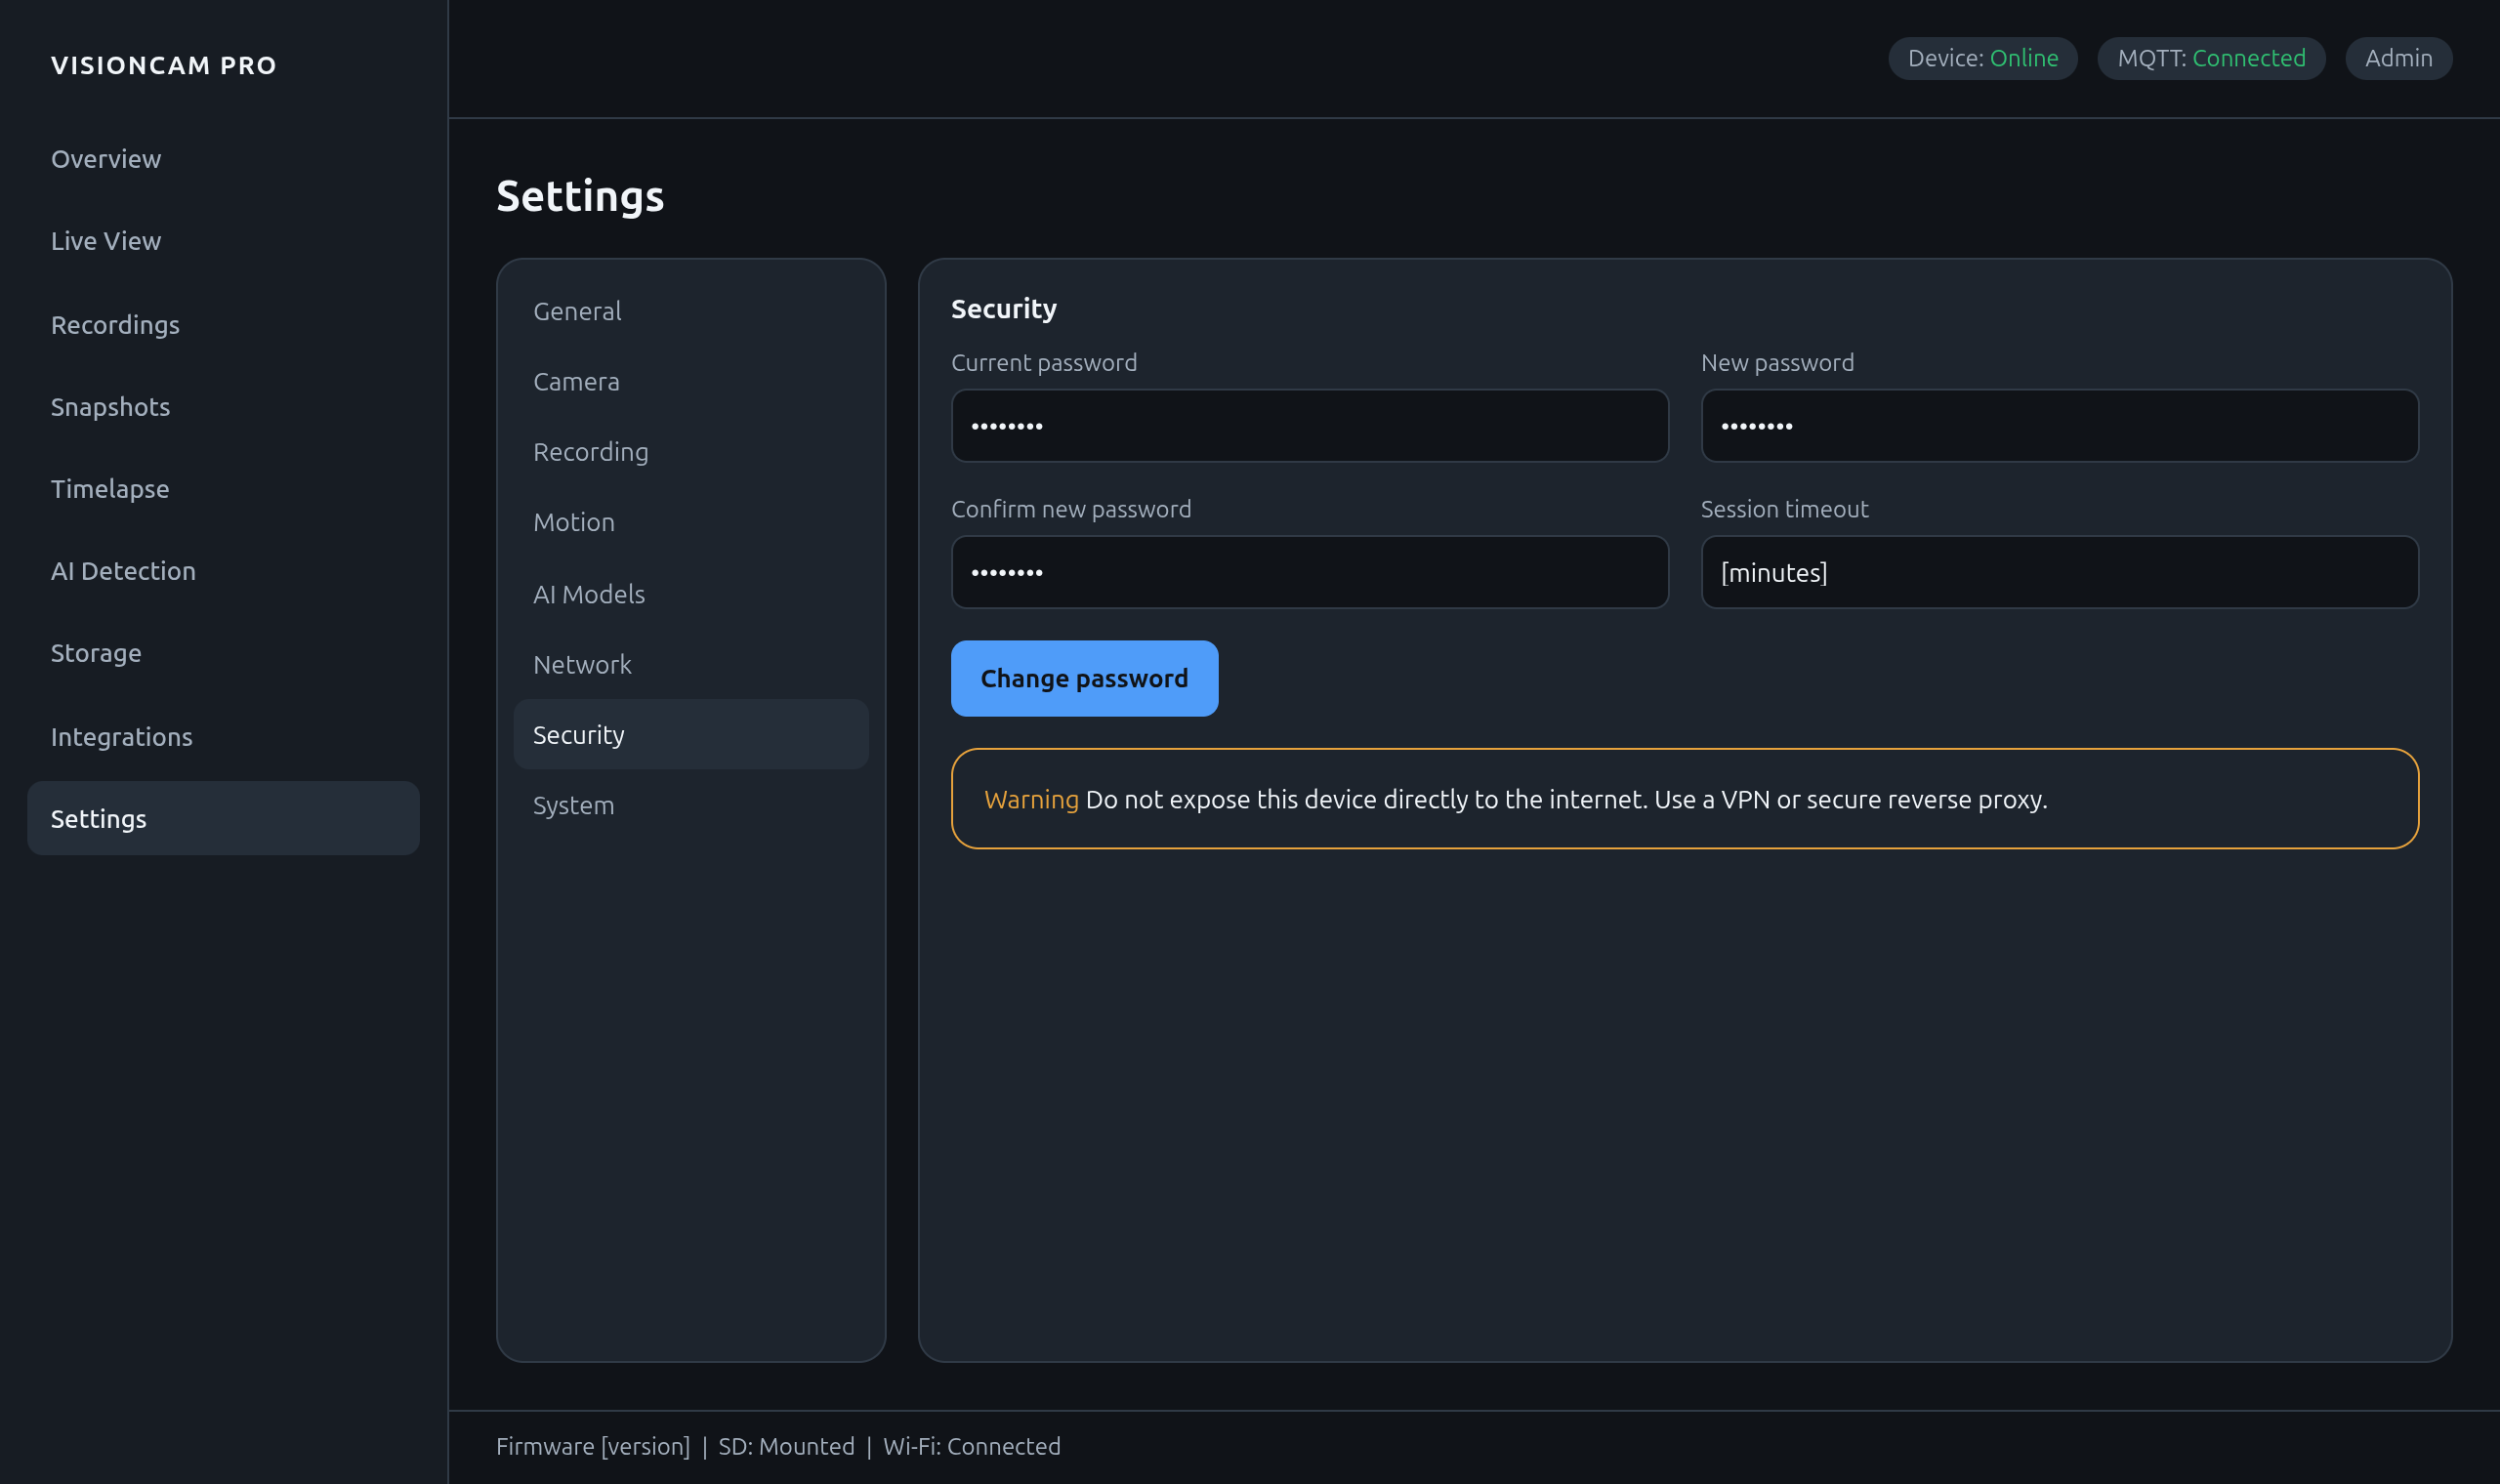 VISIONCAM PRO
Overview
Live View
Recordings
Snapshots
Timelapse
AI Detection
Storage
Integrations
Settings
Device: Online
MQTT: Connected
Admin
Settings
General
Camera
Recording
Motion
AI Models
Network
Security
System
Security
Current password
••••••••
New password
••••••••
Confirm new password
••••••••
Session timeout
[minutes]
Change password
Warning Do not expose this device directly to the internet. Use a VPN or secure reverse proxy.
Firmware [version] | SD: Mounted | Wi-Fi: Connected